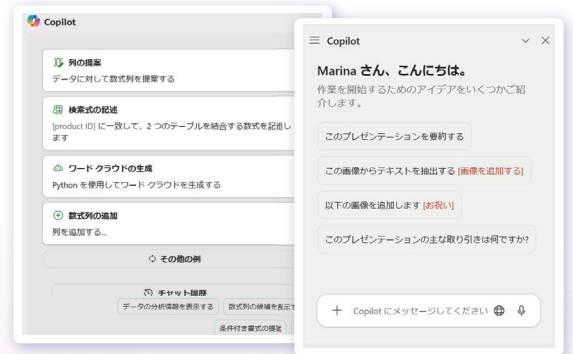 Copilot
列の提案
データに対して数式列を提案する
検索式の記述
[product ID] に一致して、2 つのテーブルを結合する数式を記述し
ます
ワード クラウドの生成
Python を使用してワード クラウドを生成する
数式列の追加
列を追加する...
その他の例
チャット履歴
データの分析情報を表示する
数式列の候補を表示す
条件付き書式の提案
Copilot
Marina さん、こんにちは。
作業を開始するためのアイデアをいくつかご紹
介します。
このプレゼンテーションを要約する
この画像からテキストを抽出する [画像を追加する]
以下の画像を追加します [お祝い]
このプレゼンテーションの主な取り引きは何ですか?
Copilot にメッセージしてください